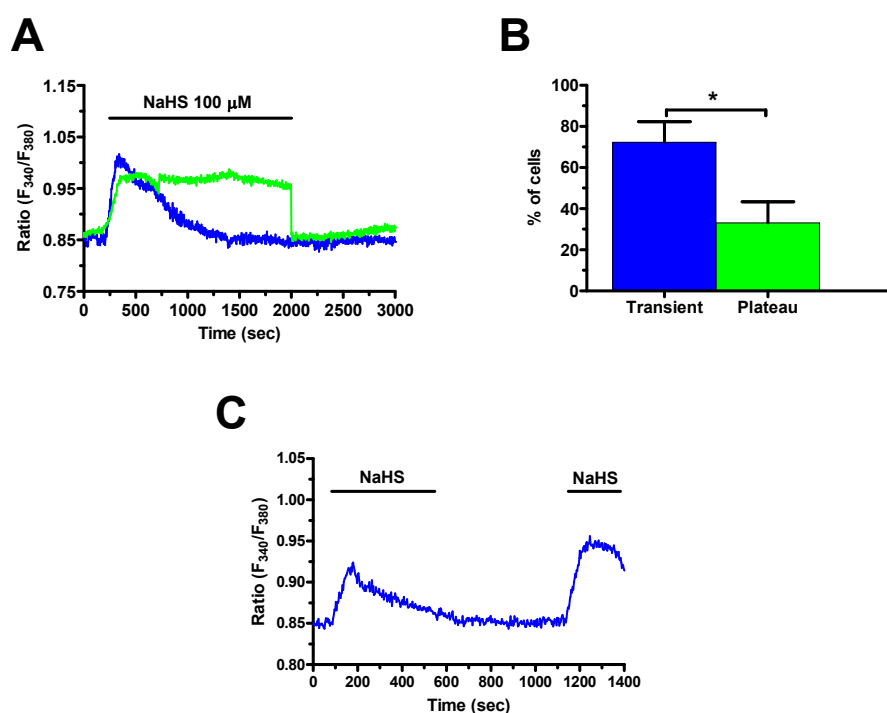 A
NaHS 100 μM
Ratio (F340/F380)
1.15
1.05
0.95
0.85
0.75
0 500 1000 1500 2000 2500 3000
Time (sec)
B
*
% of cells
100
80
60
40
20
0
Transient Plateau
C
NaHS NaHS
Ratio (F340/F380)
1.05
1.00
0.95
0.90
0.85
0.80
0 200 400 600 800 1000 1200 1400
Time (sec)